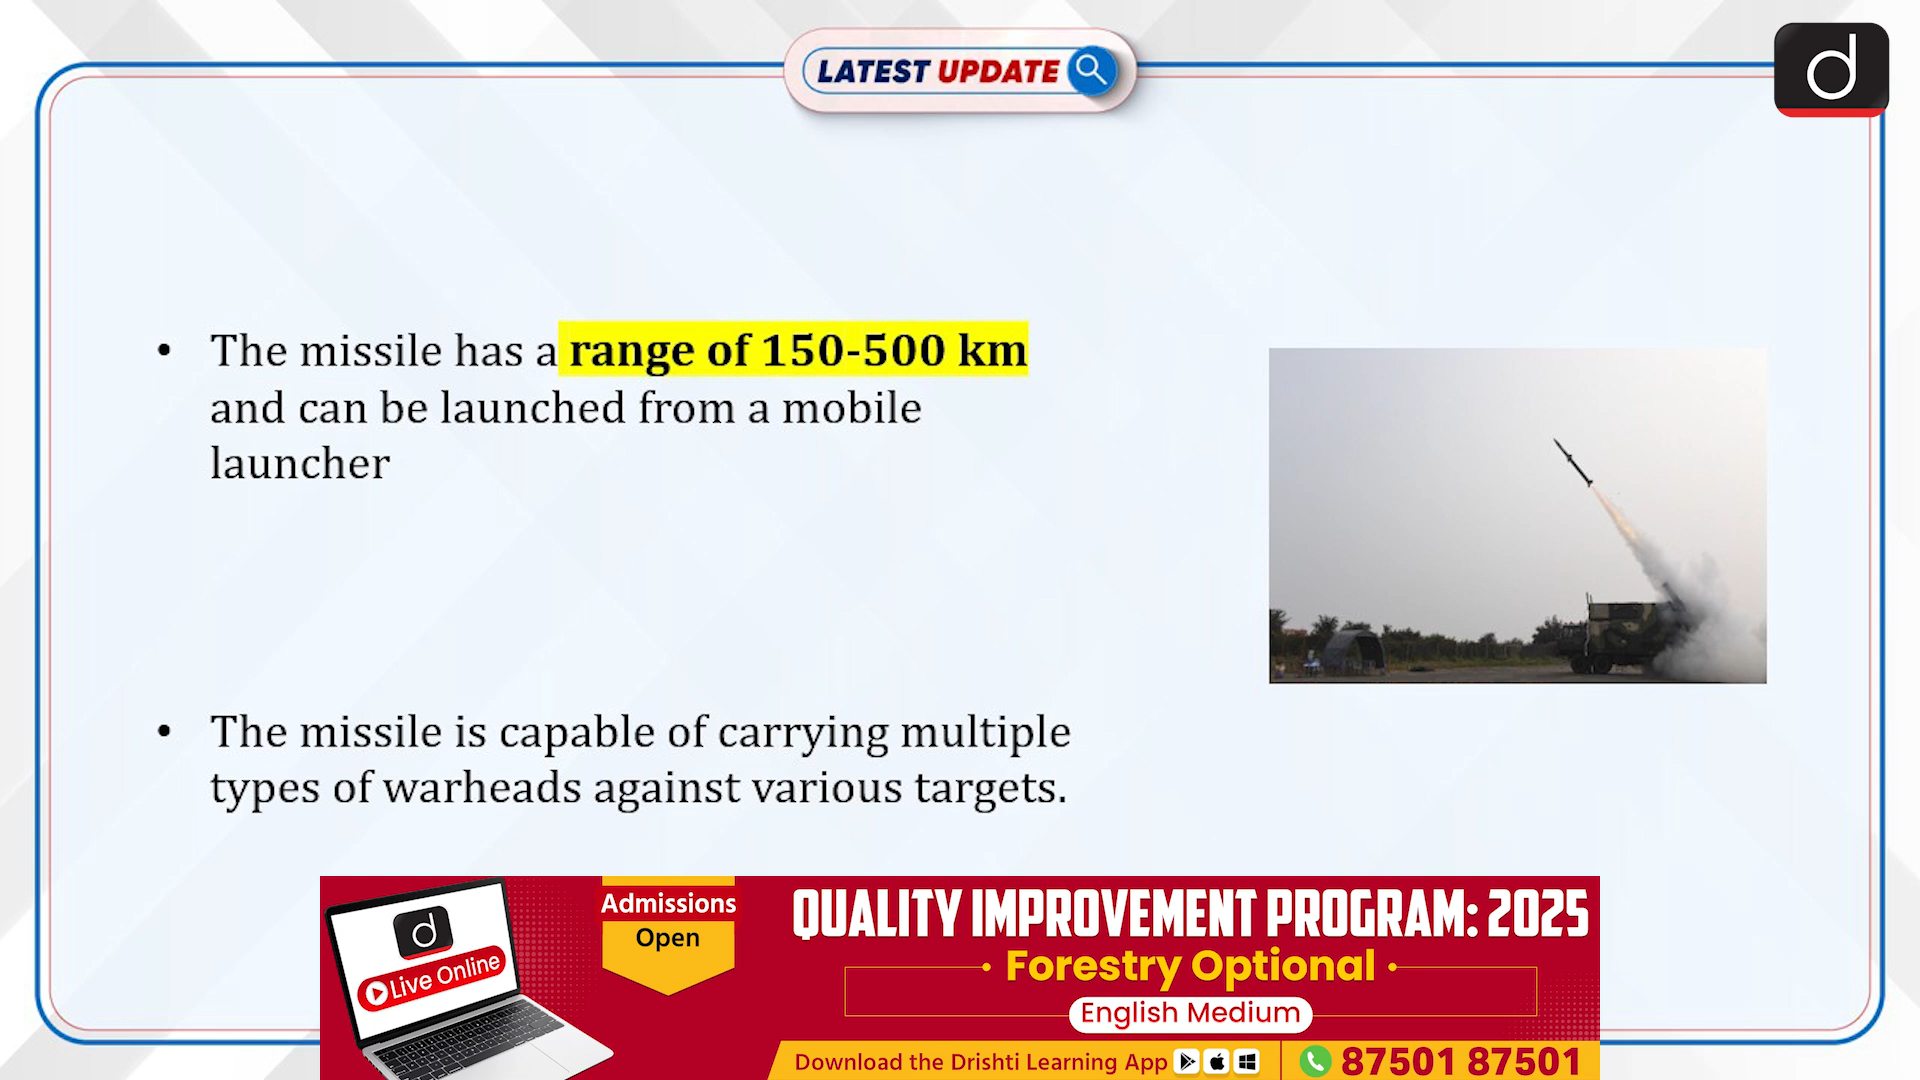 LATEST UPDATE
d
• The missile has a range of 150-500 km
and can be launched from a mobile
launcher
• The missile is capable of carrying multiple
types of warheads against various targets.
d
Live Online
Admissions
Open
QUALITY IMPROVEMENT PROGRAM: 2025
Forestry Optional
English Medium
Download the Drishti Learning App
87501 87501